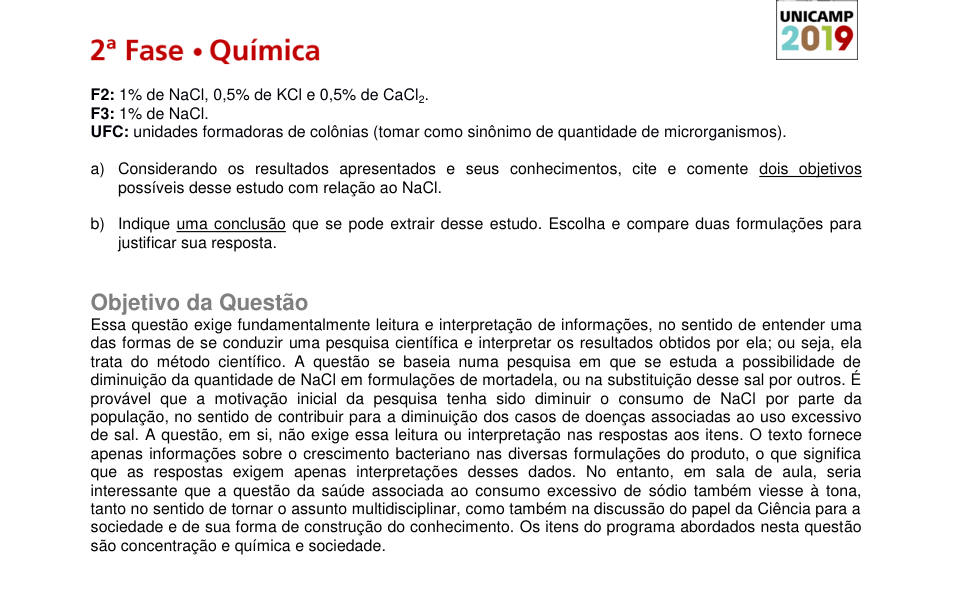 UNICAMP
2019
2ª Fase • Química
F2: 1% de NaCl, 0,5% de KCl e 0,5% de CaCl₂.
F3: 1% de NaCl.
UFC: unidades formadoras de colônias (tomar como sinônimo de quantidade de microrganismos).
a) Considerando os resultados apresentados e seus conhecimentos, cite e comente dois objetivos
possíveis desse estudo com relação ao NaCl.
b) Indique uma conclusão que se pode extrair desse estudo. Escolha e compare duas formulações para
justificar sua resposta.
Objetivo da Questão
Essa questão exige fundamentalmente leitura e interpretação de informações, no sentido de entender uma
das formas de se conduzir uma pesquisa científica e interpretar os resultados obtidos por ela; ou seja, ela
trata do método científico. A questão se baseia numa pesquisa em que se estuda a possibilidade de
diminuição da quantidade de NaCl em formulações de mortadela, ou na substituição desse sal por outros. É
provável que a motivação inicial da pesquisa tenha sido diminuir o consumo de NaCl por parte da
população, no sentido de contribuir para a diminuição dos casos de doenças associadas ao uso excessivo
de sal. A questão, em si, não exige essa leitura ou interpretação nas respostas aos itens. O texto fornece
apenas informações sobre o crescimento bacteriano nas diversas formulações do produto, o que significa
que as respostas exigem apenas interpretações desses dados. No entanto, em sala de aula, seria
interessante que a questão da saúde associada ao consumo excessivo de sódio também viesse à tona,
tanto no sentido de tornar o assunto multidisciplinar, como também na discussão do papel da Ciência para a
sociedade e de sua forma de construção do conhecimento. Os itens do programa abordados nesta questão
são concentração e química e sociedade.